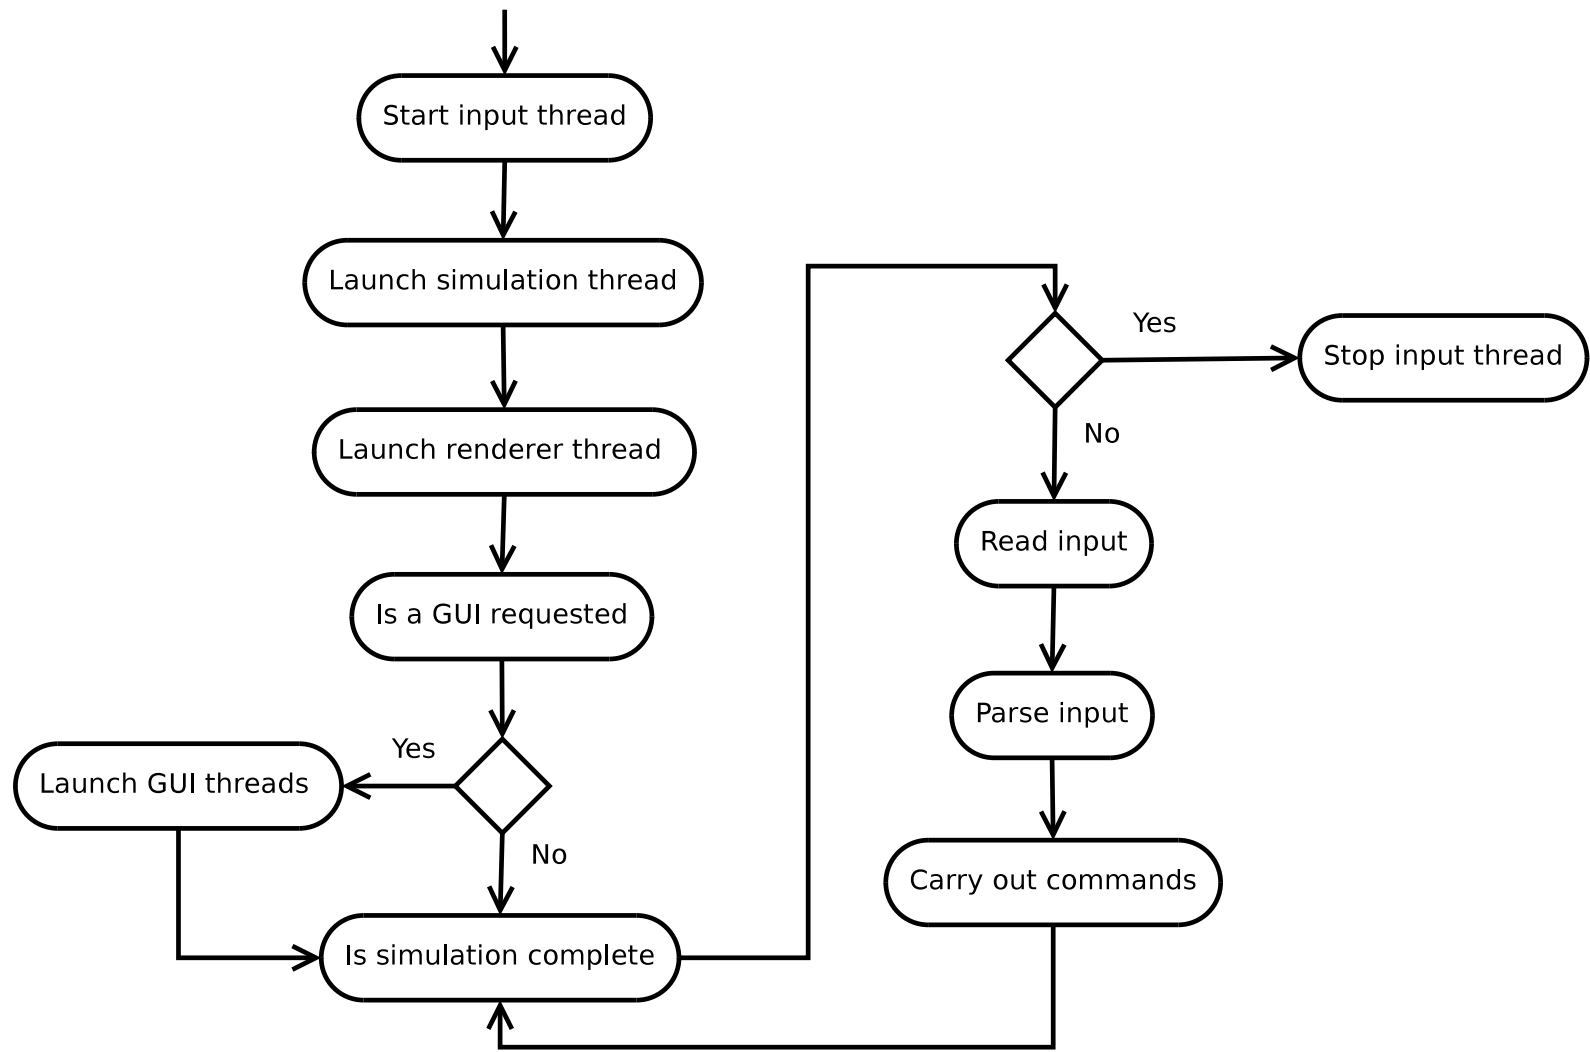 Start input thread
Launch simulation thread
Launch renderer thread
Is a GUI requested
Yes
Launch GUI threads
No
Is simulation complete
Yes
Stop input thread
No
Read input
Parse input
Carry out commands